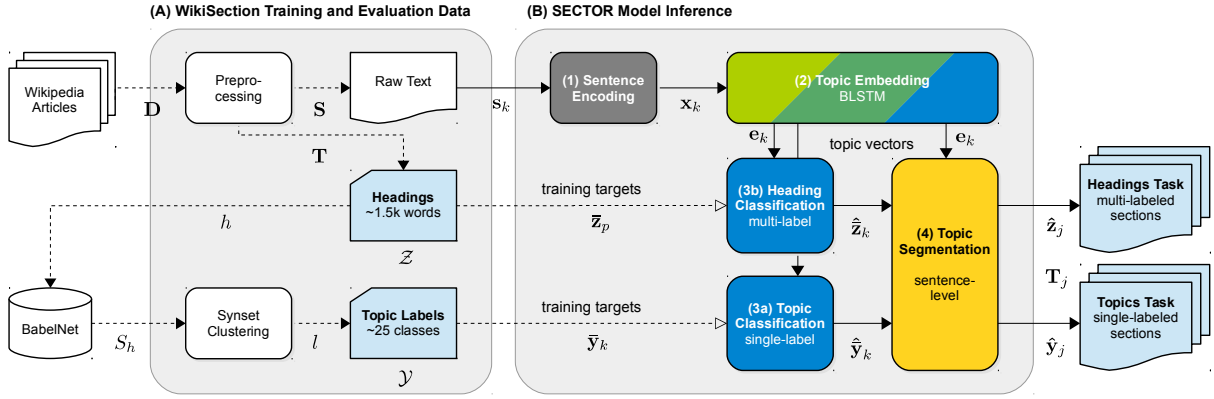 (A) WikiSection Training and Evaluation Data
(B) SECTOR Model Inference
Wikipedia
Articles
D
Prepro-
cessing
S
Raw Text
s_k
(1) Sentence
Encoding
x_k
(2) Topic Embedding
BLSTM
T
e_k
topic vectors
e_k
Headings
~1.5k words
Z
h
training targets
z̄_p
(3b) Heading
Classification
multi-label
ẑ̄_k
(4) Topic
Segmentation
sentence-
level
ẑ_j
Headings Task
multi-labeled
sections
T_j
BabelNet
S_h
Synset
Clustering
l
Topic Labels
~25 classes
Y
training targets
ȳ_k
(3a) Topic
Classification
single-label
ŷ̄_k
ŷ_j
Topics Task
single-labeled
sections